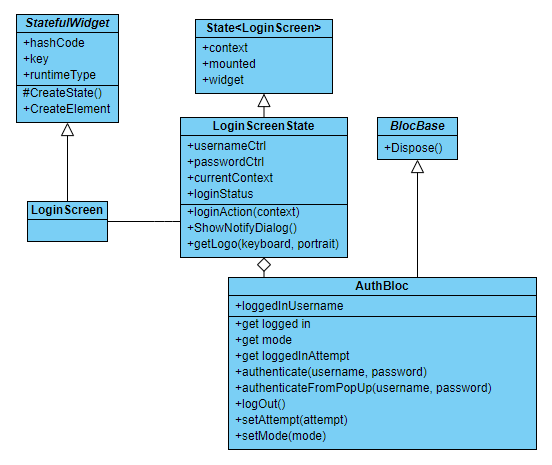 StatefulWidget
+hashCode
+key
+runtimeType
#CreateState()
+CreateElement
State<LoginScreen>
+context
+mounted
+widget
LoginScreenState
+usernameCtrl
+passwordCtrl
+currentContext
+loginStatus
+loginAction(context)
+ShowNotifyDialog()
+getLogo(keyboard, portrait)
BlocBase
+Dispose()
LoginScreen
AuthBloc
+loggedInUsername
+get logged in
+get mode
+get loggedInAttempt
+authenticate(username, password)
+authenticateFromPopUp(username, password)
+logOut()
+setAttempt(attempt)
+setMode(mode)